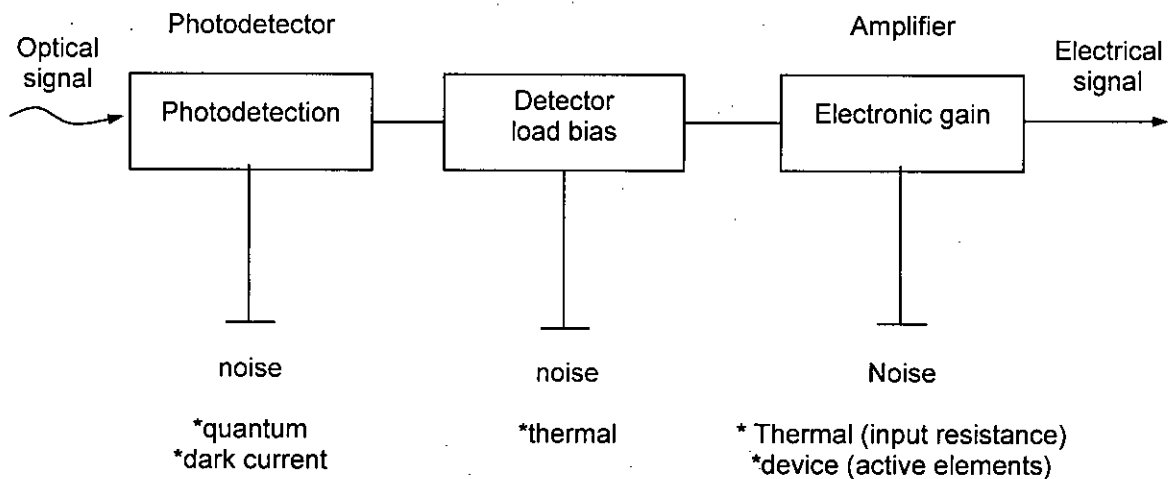 Photodetector
Amplifier
Optical
signal
Electrical
signal
Photodetection
Detector
load bias
Electronic gain
noise
noise
Noise
*quantum
*dark current
*thermal
* Thermal (input resistance)
*device (active elements)